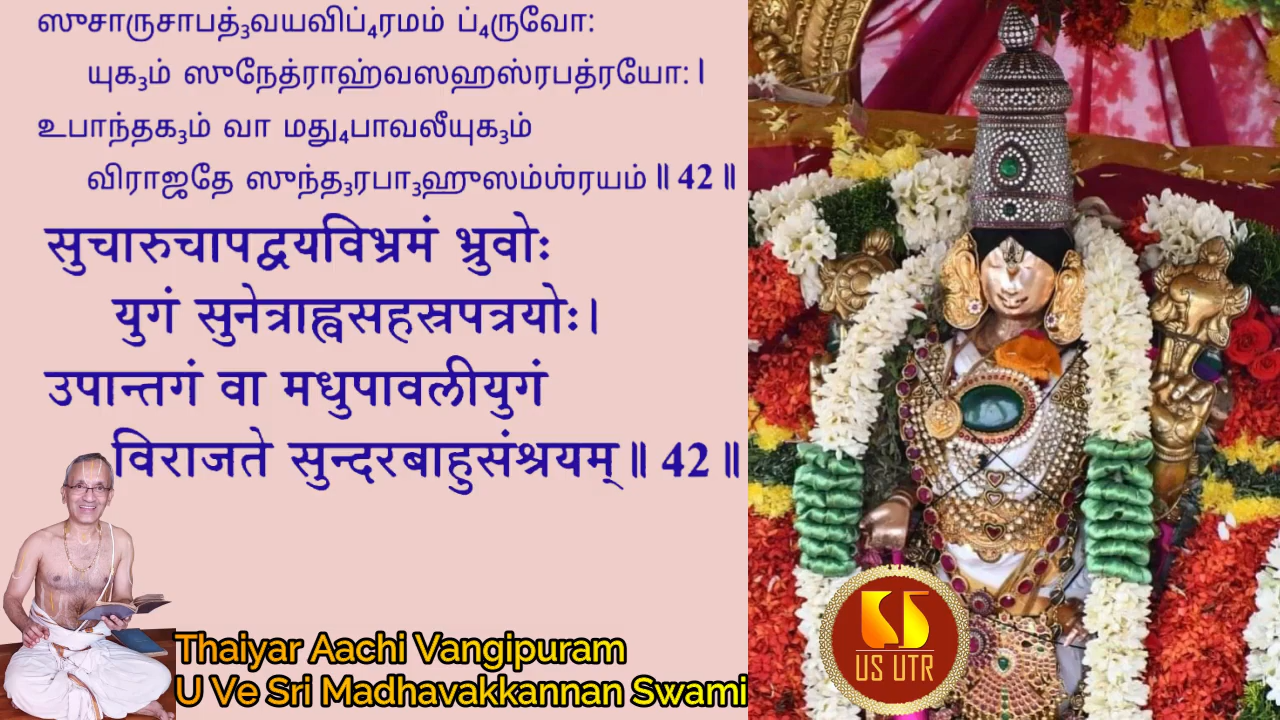 ஸுசாருசாபத்₃வயவிப்₄ரமம் ப்₄ருவோ:
யுக₃ம் ஸுநேத்ராஹ்வஸஹஸ்ரபத்ரயோ: ।
உபாந்தக₃ம் வா மது₄பாவலீயுக₃ம்
விராஜதே ஸுந்த₃ரபா₃ஹுஸம்ஶ்ரயம் ॥ 42 ॥
सुचारुचापद्वयविभ्रमं भ्रुवोः
युगं सुनेत्राह्वसहस्रपत्रयोः।
उपान्तगं वा मधुपावलीयुगं
विराजते सुन्दरबाहुसंश्रयम् ॥ 42 ॥
Thaiyar Aachi Vangipuram
U Ve Sri Madhavakkannan Swami
US UTR